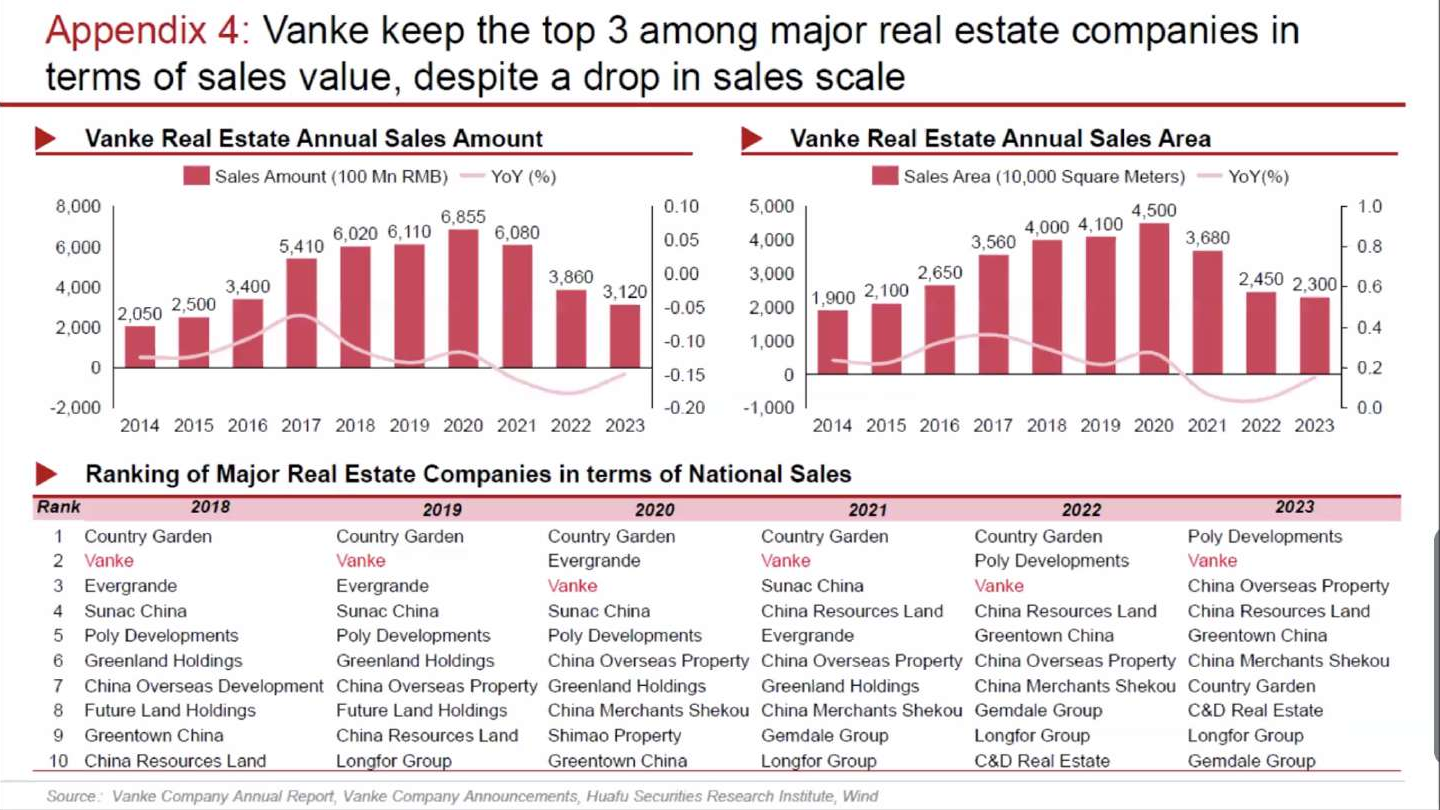 Appendix 4: Vanke keep the top 3 among major real estate companies in
terms of sales value, despite a drop in sales scale
Vanke Real Estate Annual Sales Amount
Sales Amount (100 Mn RMB) YoY (%)
8,000
6,000
4,000
2,000
0
-2,000
2,050 2,500 3,400 5,410 6,020 6,110 6,855 6,080 3,860 3,120
0.10
0.05
0.00
-0.05
-0.10
-0.15
-0.20
2014 2015 2016 2017 2018 2019 2020 2021 2022 2023
Vanke Real Estate Annual Sales Area
Sales Area (10,000 Square Meters) YoY(%)
5,000
4,000
3,000
2,000
1,000
0
-1,000
1,900 2,100 2,650 3,560 4,000 4,100 4,500 3,680 2,450 2,300
1.0
0.8
0.6
0.4
0.2
0.0
2014 2015 2016 2017 2018 2019 2020 2021 2022 2023
Ranking of Major Real Estate Companies in terms of National Sales
Rank 2018 2019 2020 2021 2022 2023
1 Country Garden Country Garden Country Garden Country Garden Country Garden Poly Developments
2 Vanke Vanke Evergrande Vanke Poly Developments Vanke
3 Evergrande Evergrande Vanke Sunac China Vanke China Overseas Property
4 Sunac China Sunac China Sunac China China Resources Land China Resources Land China Resources Land
5 Poly Developments Poly Developments Poly Developments Evergrande Greentown China Greentown China
6 Greenland Holdings Greenland Holdings China Overseas Property China Overseas Property China Overseas Property China Merchants Shekou
7 China Overseas Development China Overseas Property Greenland Holdings Greenland Holdings China Merchants Shekou Country Garden
8 Future Land Holdings Future Land Holdings China Merchants Shekou China Merchants Shekou Gemdale Group C&D Real Estate
9 Greentown China China Resources Land Shimao Property Gemdale Group Longfor Group Longfor Group
10 China Resources Land Longfor Group Greentown China Longfor Group C&D Real Estate Gemdale Group
Source: Vanke Company Annual Report, Vanke Company Announcements, Huafu Securities Research Institute, Wind